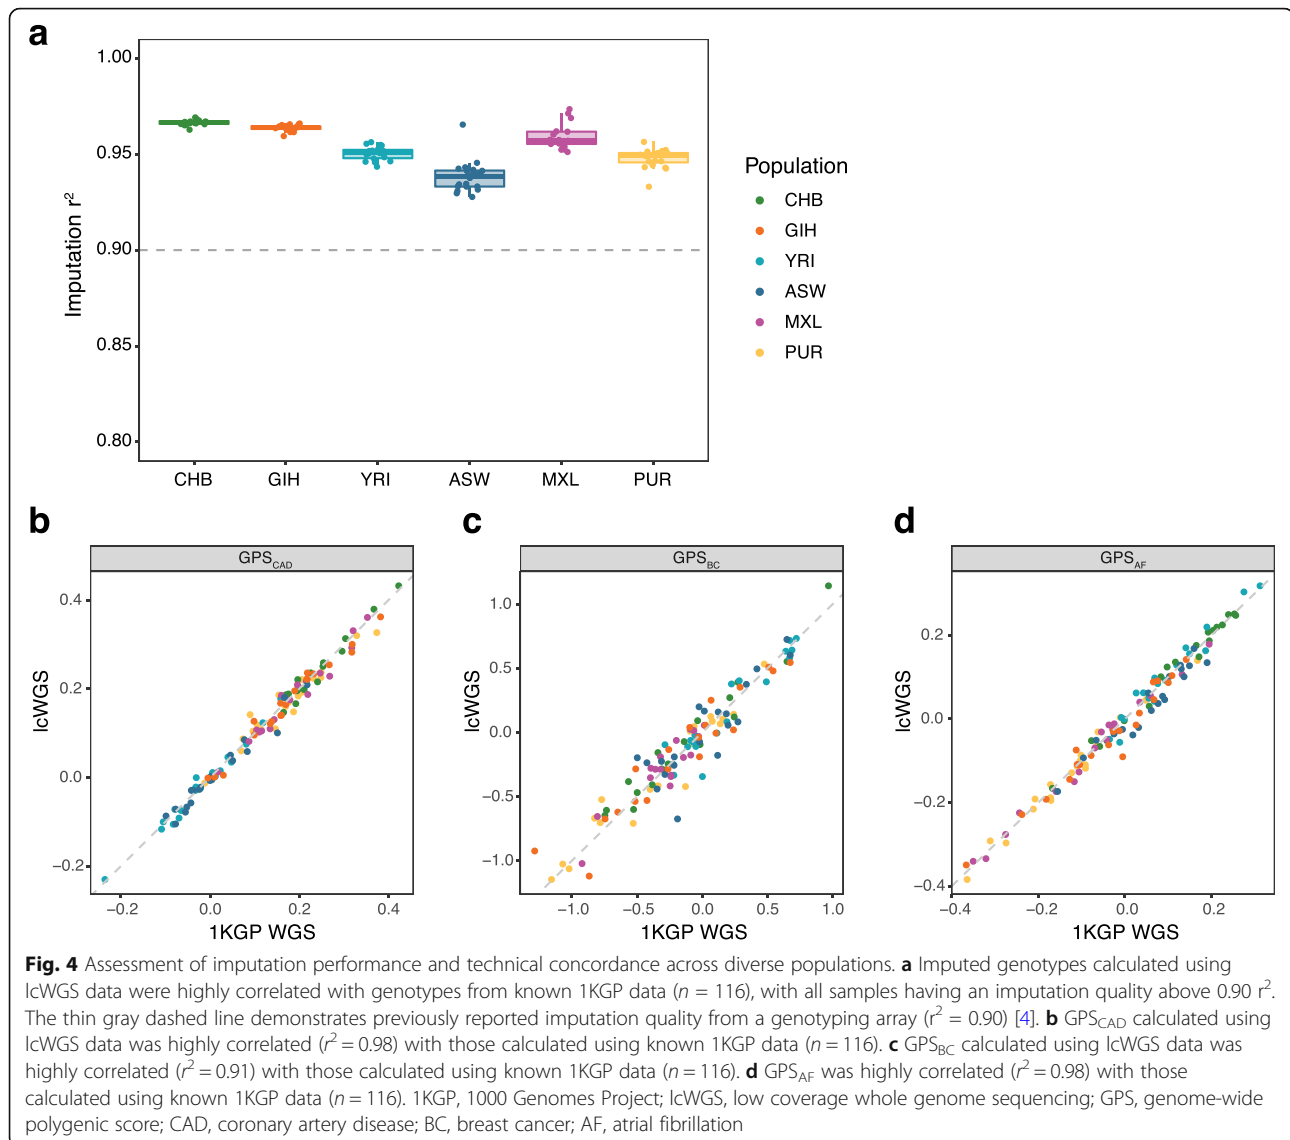 a
1.00
0.95
0.90
0.85
0.80
Imputation r²
CHB
GIH
YRI
ASW
MXL
PUR
Population
CHB
GIH
YRI
ASW
MXL
PUR
b
GPS_CAD
0.4
0.2
0.0
−0.2
lcWGS
−0.2
0.0
0.2
0.4
1KGP WGS
c
GPS_BC
1.0
0.5
0.0
−0.5
−1.0
lcWGS
−1.0
−0.5
0.0
0.5
1.0
1KGP WGS
d
GPS_AF
0.2
0.0
−0.2
−0.4
lcWGS
−0.4
−0.2
0.0
0.2
1KGP WGS
Fig. 4 Assessment of imputation performance and technical concordance across diverse populations. a Imputed genotypes calculated using
lcWGS data were highly correlated with genotypes from known 1KGP data (n = 116), with all samples having an imputation quality above 0.90 r².
The thin gray dashed line demonstrates previously reported imputation quality from a genotyping array (r² = 0.90) [4]. b GPS_CAD calculated using
lcWGS data was highly correlated (r² = 0.98) with those calculated using known 1KGP data (n = 116). c GPS_BC calculated using lcWGS data was
highly correlated (r² = 0.91) with those calculated using known 1KGP data (n = 116). d GPS_AF was highly correlated (r² = 0.98) with those
calculated using known 1KGP data (n = 116). 1KGP, 1000 Genomes Project; lcWGS, low coverage whole genome sequencing; GPS, genome-wide
polygenic score; CAD, coronary artery disease; BC, breast cancer; AF, atrial fibrillation